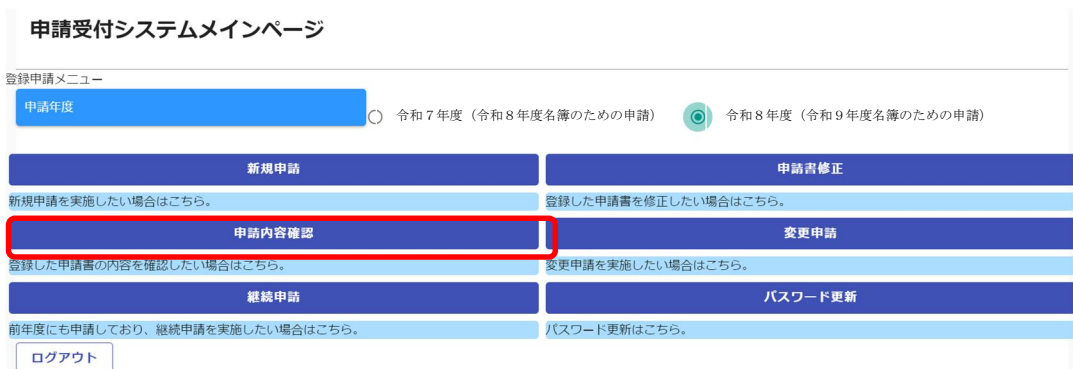 申請受付システムメインページ
登録申請メニュー
申請年度
令和７年度（令和８年度名簿のための申請）
令和８年度（令和９年度名簿のための申請）
新規申請
申請書修正
新規申請を実施したい場合はこちら。
登録した申請書を修正したい場合はこちら。
申請内容確認
変更申請
登録した申請書の内容を確認したい場合はこちら。
変更申請を実施したい場合はこちら。
継続申請
パスワード更新
前年度にも申請しており、継続申請を実施したい場合はこちら。
パスワード更新はこちら。
ログアウト